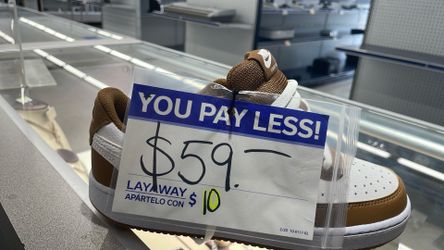 YOU PAY LESS!
$59.—
LAYAWAY
APÁRTELO CON $ 10